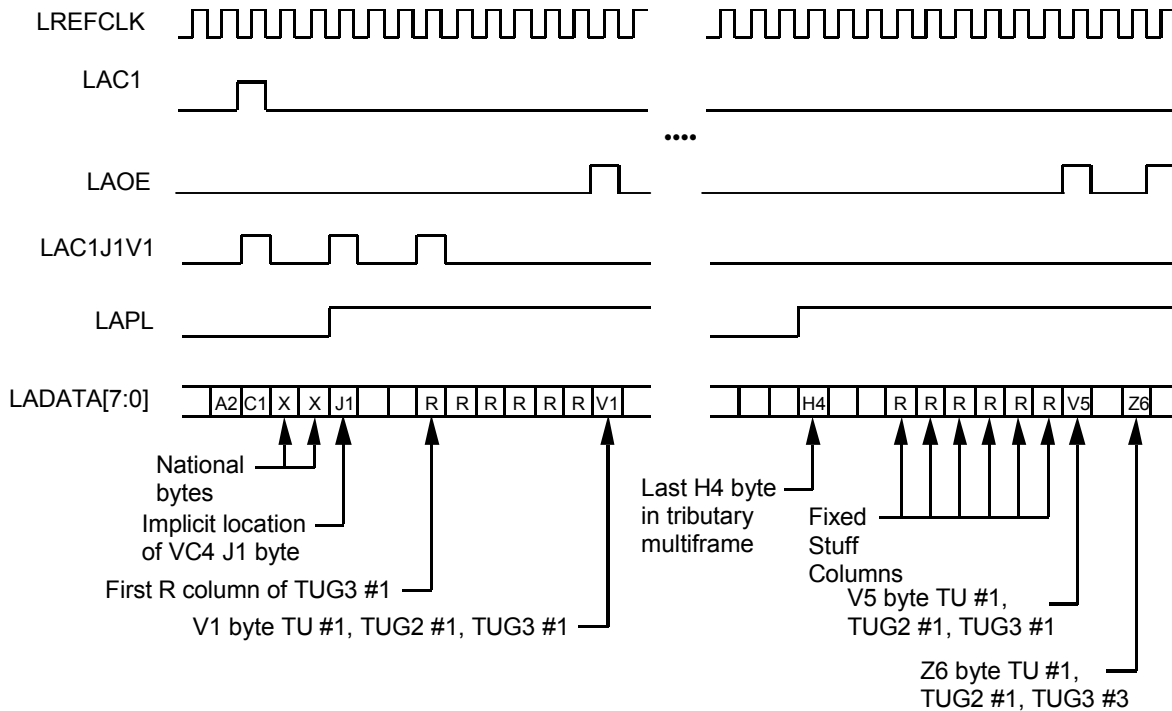 LREFCLK
LAC1
....
LAOE
LAC1J1V1
LAPL
LADATA[7:0]
A2 C1 X X J1 R R R R R R V1 H4 R R R R R R V5 Z6
National
bytes
Implicit location
of VC4 J1 byte
First R column of TUG3 #1
V1 byte TU #1, TUG2 #1, TUG3 #1
Last H4 byte
in tributary
multiframe
Fixed
Stuff
Columns
V5 byte TU #1,
TUG2 #1, TUG3 #1
Z6 byte TU #1,
TUG2 #1, TUG3 #3